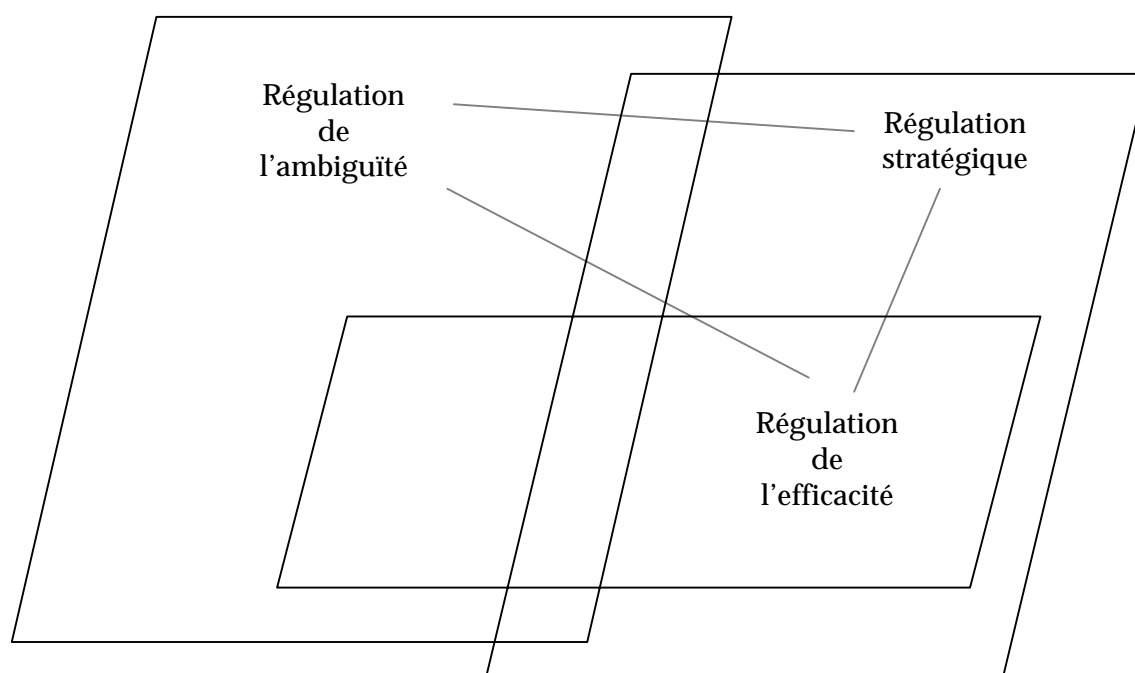 Régulation
de
l'ambiguïté
Régulation
stratégique
Régulation
de
l'efficacité